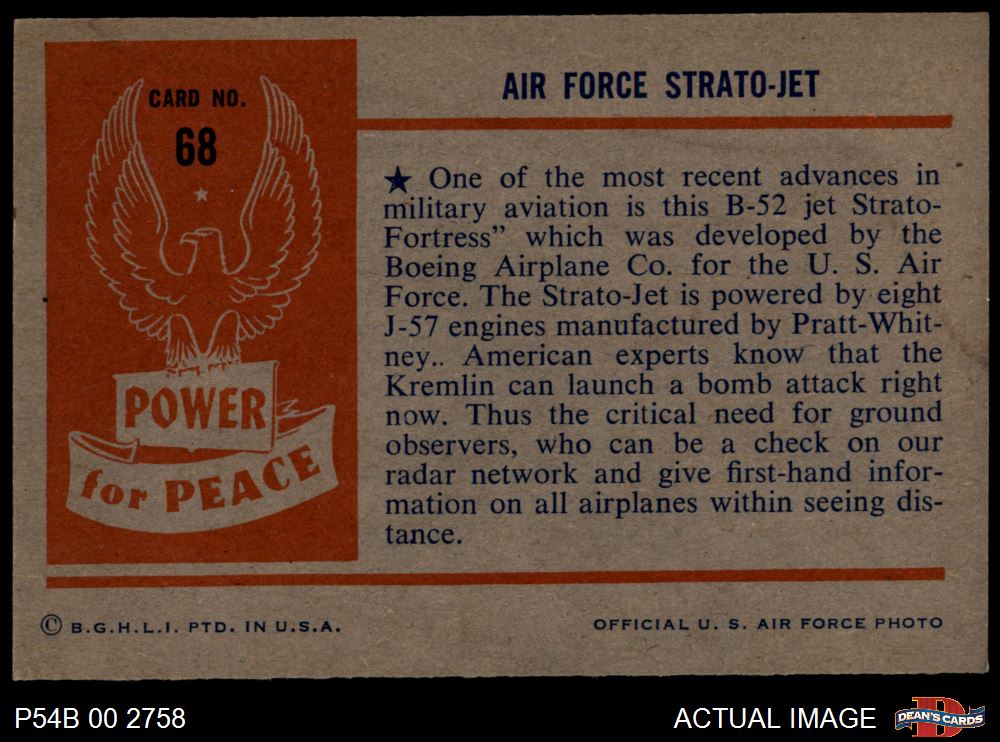 CARD NO.
68
POWER
for PEACE
AIR FORCE STRATO-JET
★ One of the most recent advances in
military aviation is this B-52 jet Strato-
Fortress” which was developed by the
Boeing Airplane Co. for the U. S. Air
Force. The Strato-Jet is powered by eight
J-57 engines manufactured by Pratt-Whit-
ney.. American experts know that the
Kremlin can launch a bomb attack right
now. Thus the critical need for ground
observers, who can be a check on our
radar network and give first-hand infor-
mation on all airplanes within seeing dis-
tance.
© B.G.H.L.I. PTD. IN U.S.A.
OFFICIAL U. S. AIR FORCE PHOTO
P54B 00 2758
ACTUAL IMAGE
D
DEAN'S CARDS